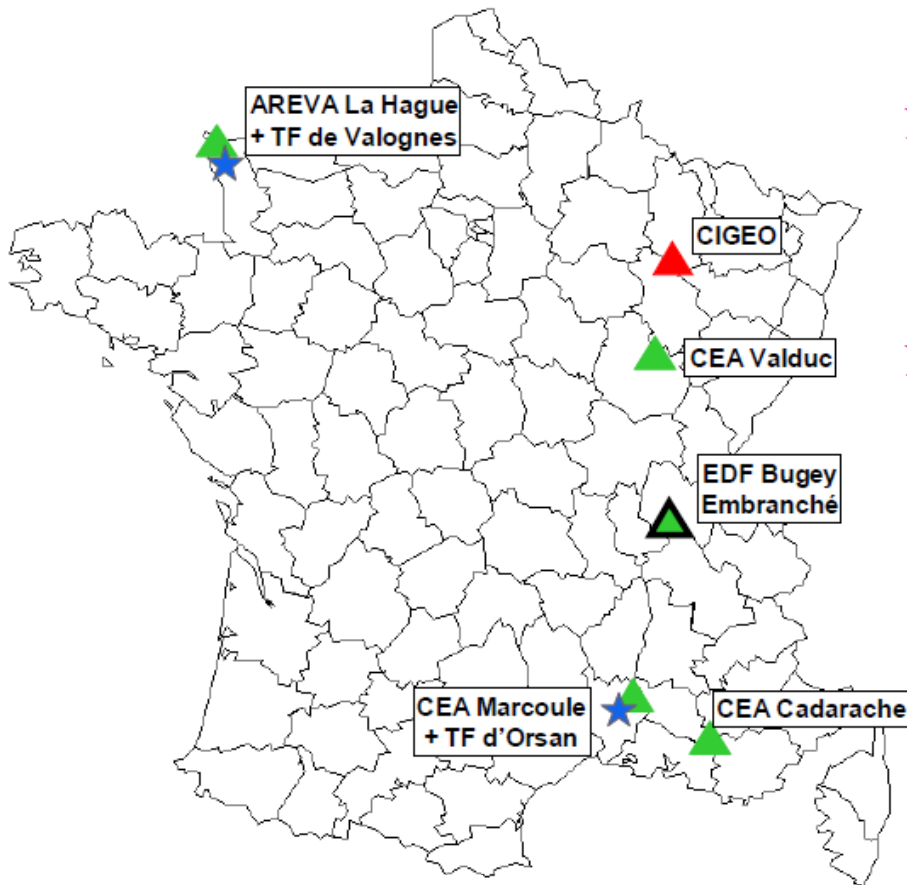 AREVA La Hague
+ TF de Valognes
CIGEO
CEA Valduc
EDF Bugey
Embranché
CEA Marcoule
+ TF d'Orsan
CEA Cadarache